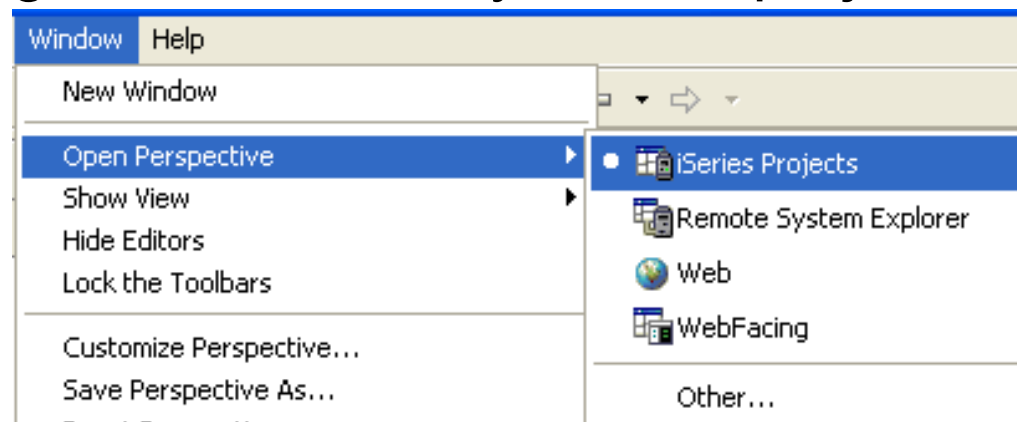 Window Help
New Window
Open Perspective
Show View
Hide Editors
Lock the Toolbars
Customize Perspective...
Save Perspective As...
iSeries Projects
Remote System Explorer
Web
WebFacing
Other...